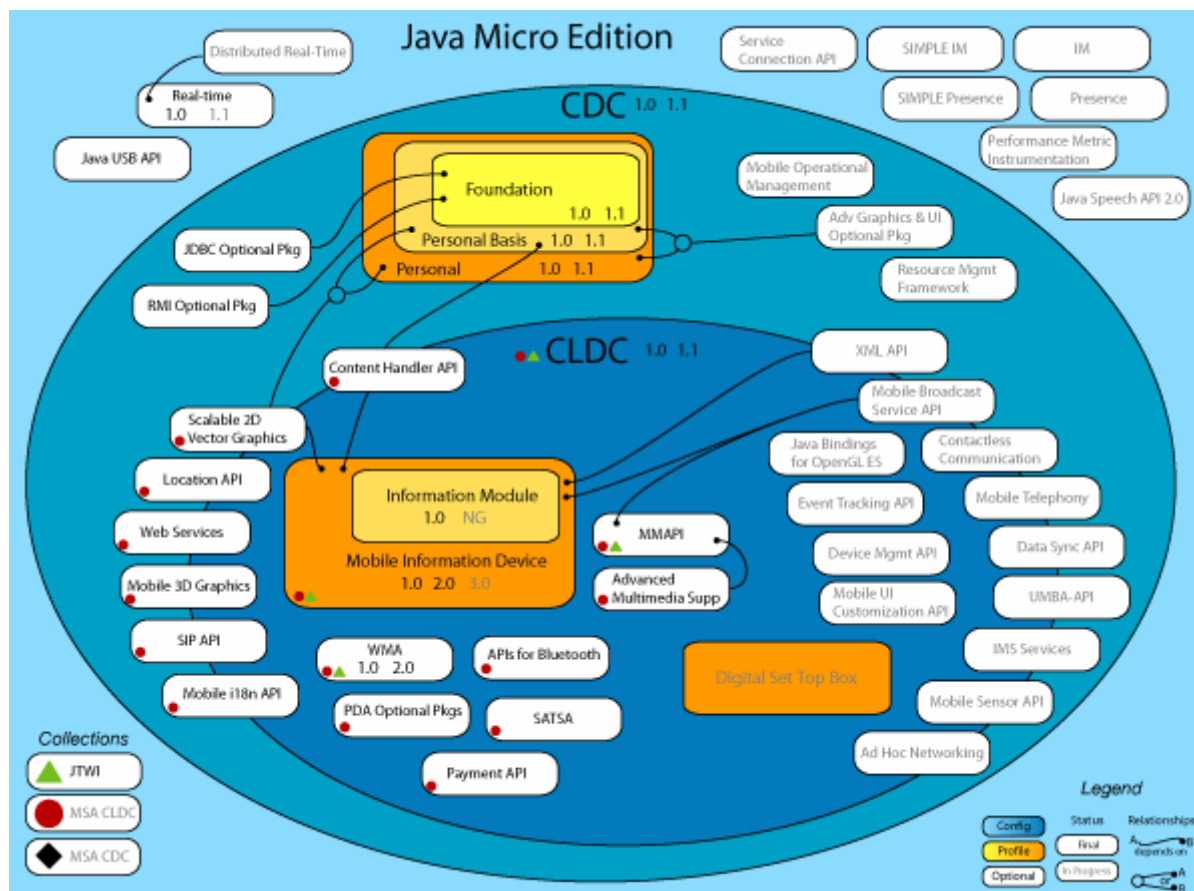 Java Micro Edition
Distributed Real-Time
Real-time
1.0 1.1
Java USB API
Service
Connection API
SIMPLE IM
IM
SIMPLE Presence
Presence
Performance Metric
Instrumentation
Java Speech API 2.0
CDC 1.0 1.1
Foundation
1.0 1.1
Personal Basis 1.0 1.1
Personal 1.0 1.1
JDBC Optional Pkg
RMI Optional Pkg
Mobile Operational
Management
Adv Graphics & UI
Optional Pkg
Resource Mgmt
Framework
CLDC 1.0 1.1
Content Handler API
XML API
Mobile Broadcast
Service API
Scalable 2D
Vector Graphics
Location API
Web Services
Mobile 3D Graphics
SIP API
Mobile i18n API
Information Module
1.0 NG
Mobile Information Device
1.0 2.0 3.0
MMAPI
Advanced
Multimedia Supp
Java Bindings
for OpenGL ES
Contactless
Communication
Event Tracking API
Mobile Telephony
Device Mgmt API
Data Sync API
Mobile UI
Customization API
UMBA-API
IMS Services
WMA
1.0 2.0
APIs for Bluetooth
PDA Optional Pkgs
SATSA
Payment API
Digital Set Top Box
Mobile Sensor API
Ad Hoc Networking
Collections
JTWI
MSA CLDC
MSA CDC
Legend
Config
Profile
Optional
Status
Final
In Progress
Relationships
A B
depends on
or A
B